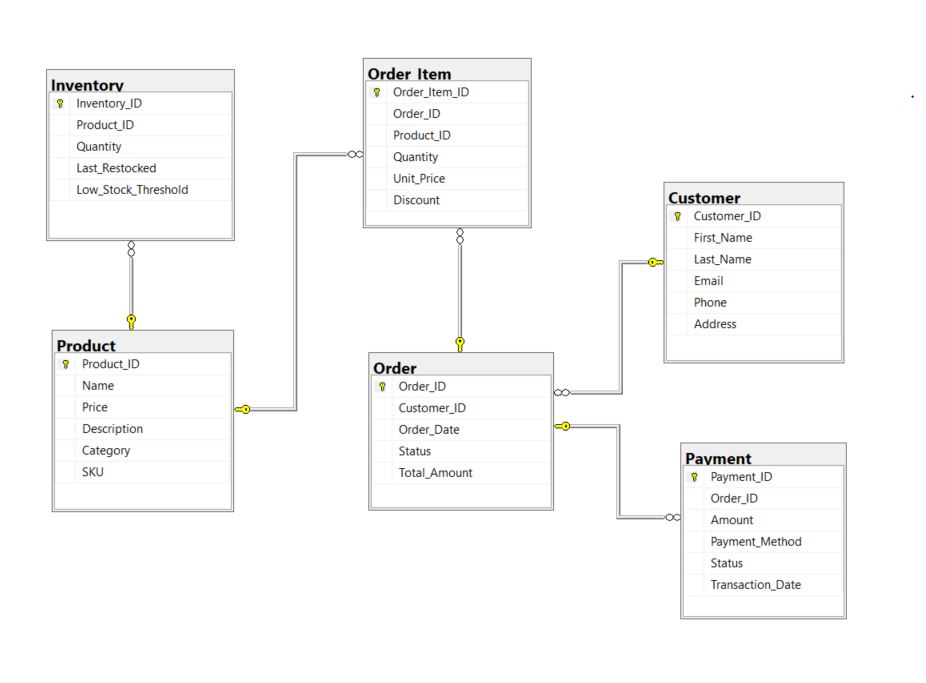 Inventory
Inventory_ID
Product_ID
Quantity
Last_Restocked
Low_Stock_Threshold
Order Item
Order_Item_ID
Order_ID
Product_ID
Quantity
Unit_Price
Discount
Customer
Customer_ID
First_Name
Last_Name
Email
Phone
Address
Product
Product_ID
Name
Price
Description
Category
SKU
Order
Order_ID
Customer_ID
Order_Date
Status
Total_Amount
Payment
Payment_ID
Order_ID
Amount
Payment_Method
Status
Transaction_Date